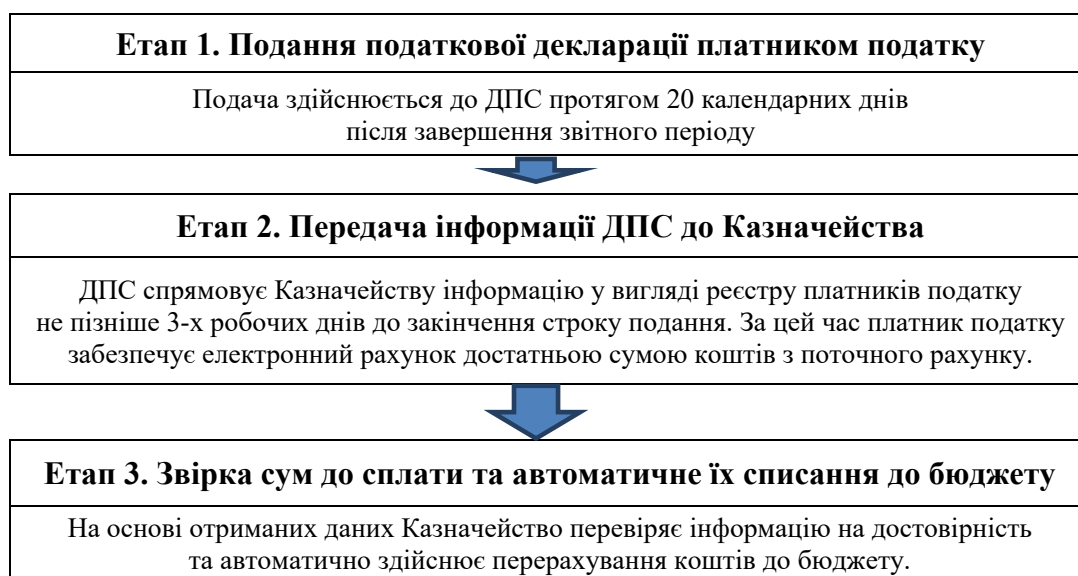 Етап 1. Подання податкової декларації платником податку
Подача здійснюється до ДПС протягом 20 календарних днів
після завершення звітного періоду
Етап 2. Передача інформації ДПС до Казначейства
ДПС спрямовує Казначейству інформацію у вигляді реєстру платників податку
не пізніше 3-х робочих днів до закінчення строку подання. За цей час платник податку
забезпечує електронний рахунок достатньою сумою коштів з поточного рахунку.
Етап 3. Звірка сум до сплати та автоматичне їх списання до бюджету
На основі отриманих даних Казначейство перевіряє інформацію на достовірність
та автоматично здійснює перерахування коштів до бюджету.